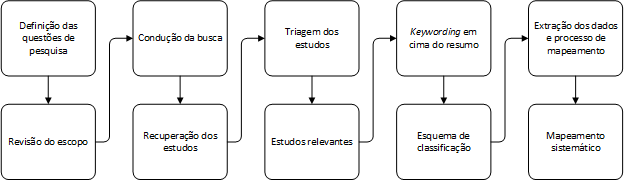 Definição das
questões de
pesquisa
Revisão do escopo
Condução da busca
Recuperação dos
estudos
Triagem dos
estudos
Estudos relevantes
Keywording em
cima do resumo
Esquema de
classificação
Extração dos dados
e processo de
mapeamento
Mapeamento
sistemático